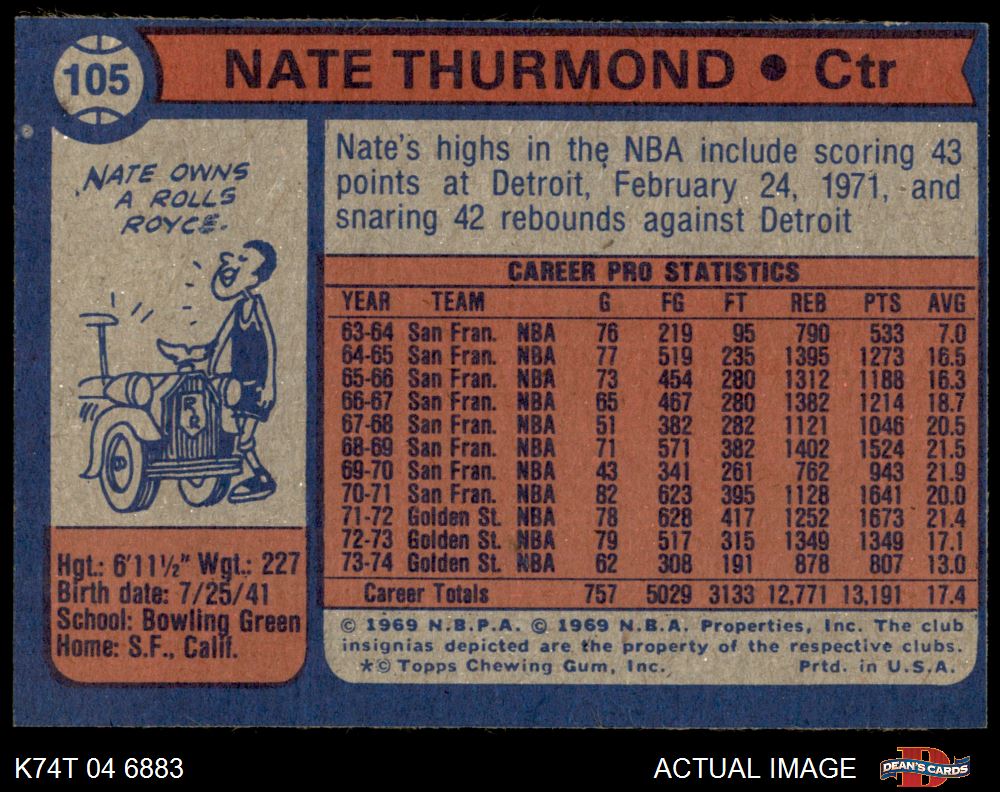 105
NATE THURMOND • Ctr
NATE OWNS
A ROLLS
ROYCE.
RR
Nate's highs in the NBA include scoring 43
points at Detroit, February 24, 1971, and
snaring 42 rebounds against Detroit
CAREER PRO STATISTICS
YEAR TEAM G FG FT REB PTS AVG
63-64 San Fran. NBA 76 219 95 790 533 7.0
64-65 San Fran. NBA 77 519 235 1395 1273 16.5
65-66 San Fran. NBA 73 454 280 1312 1188 16.3
66-67 San Fran. NBA 65 467 280 1382 1214 18.7
67-68 San Fran. NBA 51 382 282 1121 1046 20.5
68-69 San Fran. NBA 71 571 382 1402 1524 21.5
69-70 San Fran. NBA 43 341 261 762 943 21.9
70-71 San Fran. NBA 82 623 395 1128 1641 20.0
71-72 Golden St. NBA 78 628 417 1252 1673 21.4
72-73 Golden St. NBA 79 517 315 1349 1349 17.1
73-74 Golden St. NBA 62 308 191 878 807 13.0
Career Totals 757 5029 3133 12,771 13,191 17.4
Hgt.: 6'11½" Wgt.: 227
Birth date: 7/25/41
School: Bowling Green
Home: S.F., Calif.
© 1969 N.B.P.A. © 1969 N.B.A. Properties, Inc. The club
insignias depicted are the property of the respective clubs.
*© Topps Chewing Gum, Inc. Prtd. in U.S.A.
K74T 04 6883
ACTUAL IMAGE
D
DEAN'S CARDS